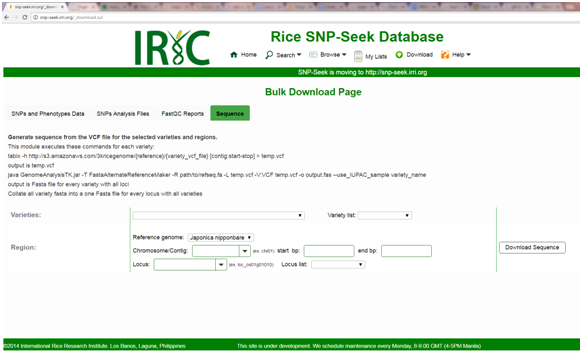 snp-seek.irri.org/_download.zul
IRIC
Rice SNP-Seek Database
Home Search Browse My Lists Download Help
SNP-Seek is moving to http://snp-seek.irri.org
Bulk Download Page
SNPs and Phenotypes Data SNPs Analysis Files FastQC Reports Sequence
Generate sequence from the VCF file for the selected varieties and regions.
This module executes these commands for each variety:
tabix -h http://s3.amazonaws.com/3kricegenome/{reference}/{variety_vcf_file} [contig:start-stop] > temp.vcf
output is temp.vcf
java GenomeAnalysisTK.jar -T FastaAlternateReferenceMaker -R path/to/refseq.fa -L temp.vcf -V:VCF temp.vcf -o output.fas --use_IUPAC_sample variety_name
output is Fasta file for every variety with all loci
Collate all variety fasta into a one Fasta file for every locus with all varieties
Varieties: Variety list:
Reference genome: Japonica nipponbare
Region: Chromosome/Contig: (ex. chr01) start bp: end bp: Download Sequence
Locus: (ex. loc_os01g01010) Locus list:
©2014 International Rice Research Institute. Los Banos, Laguna, Philippines This site is under development. We schedule maintenance every Monday, 8-9:00 GMT (4-5PM Manila)